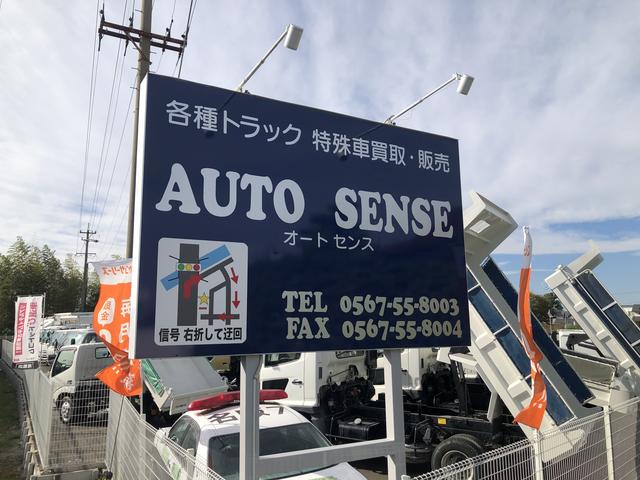 各種トラック 特殊車買取・販売
AUTO SENSE
オート センス
信号 右折して迂回
TEL 0567-55-8003
FAX 0567-55-8004